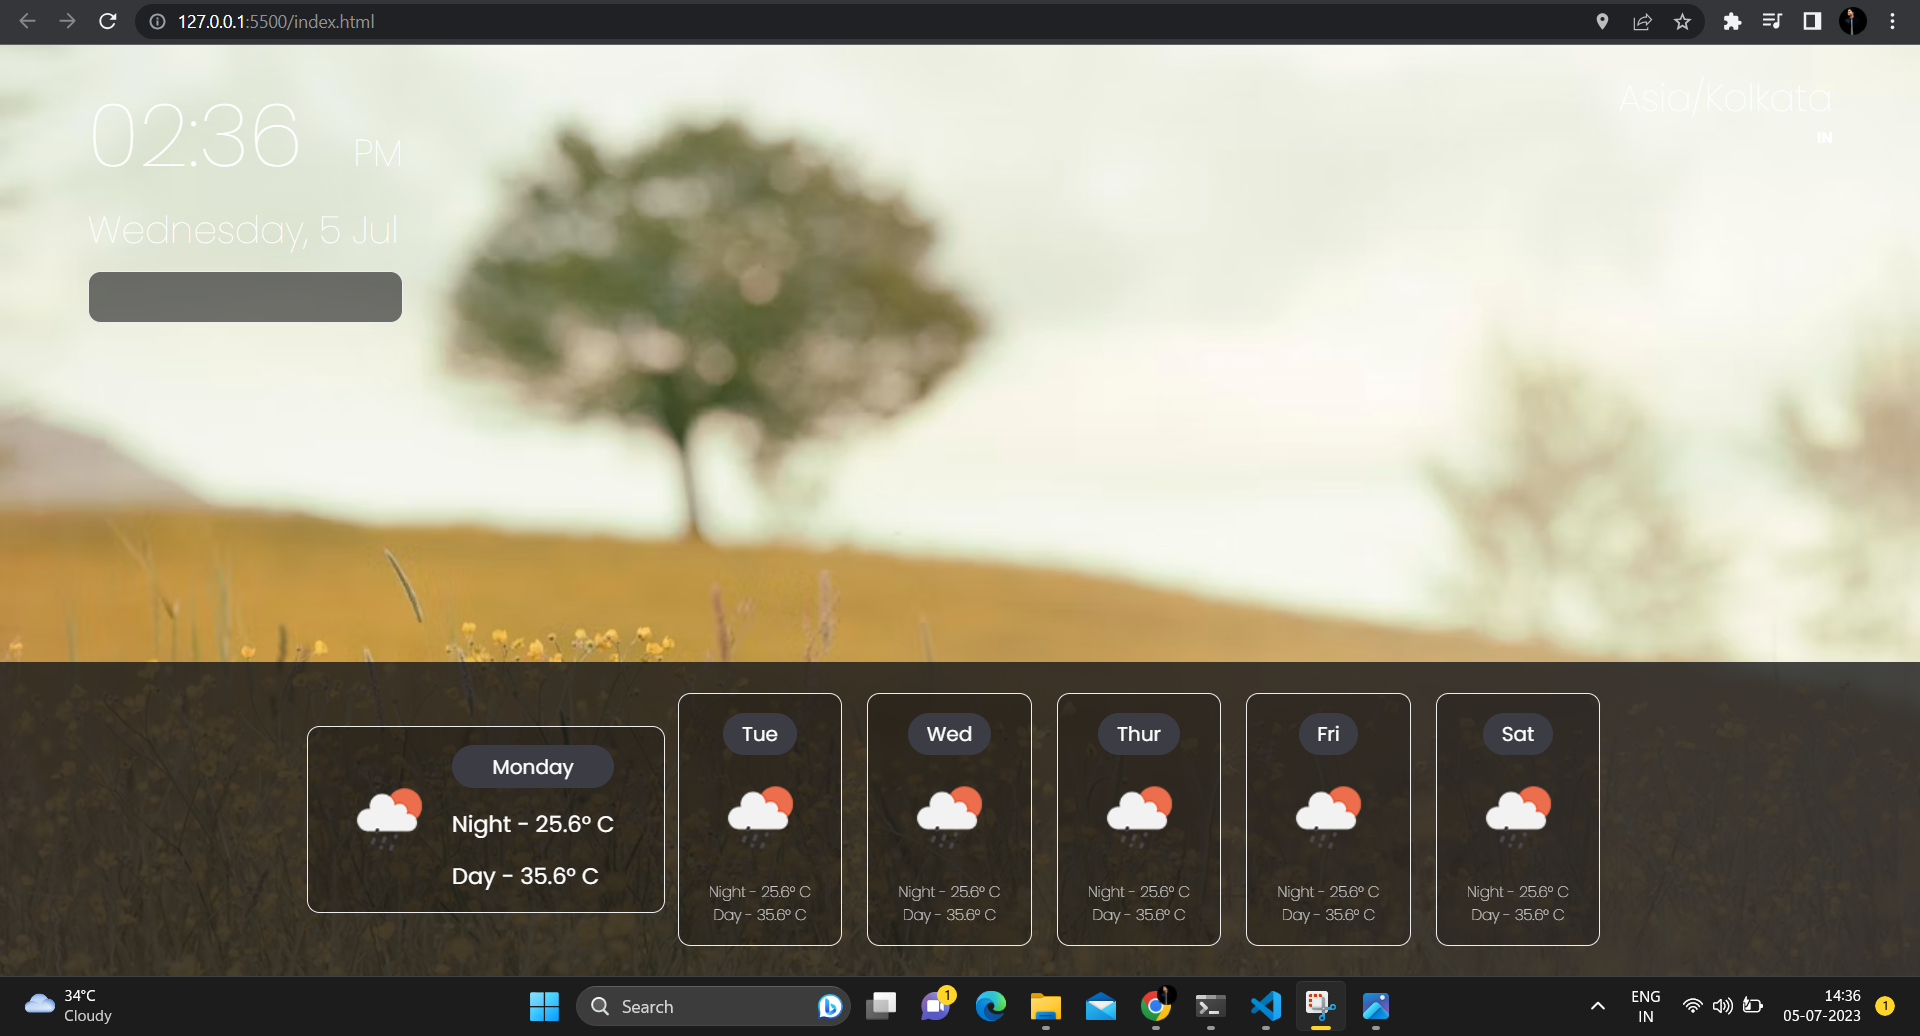 127.0.0.1:5500/index.html
02:36 PM
Wednesday, 5 Jul
Asia/Kolkata
IN
Monday
Night - 25.6° C
Day - 35.6° C
Tue
Night - 25.6° C
Day - 35.6° C
Wed
Night - 25.6° C
Day - 35.6° C
Thur
Night - 25.6° C
Day - 35.6° C
Fri
Night - 25.6° C
Day - 35.6° C
Sat
Night - 25.6° C
Day - 35.6° C
34°C
Cloudy
Search
1
ENG
IN
14:36
05-07-2023
1